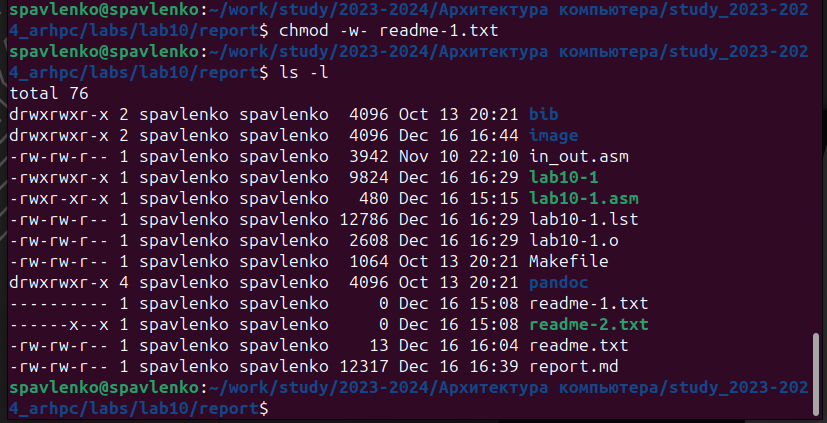 spavlenko@spavlenko:~/work/study/2023-2024/Архитектура компьютера/study_2023-202
4_arhpc/labs/lab10/report$ chmod -w- readme-1.txt
spavlenko@spavlenko:~/work/study/2023-2024/Архитектура компьютера/study_2023-202
4_arhpc/labs/lab10/report$ ls -l
total 76
drwxrwxr-x 2 spavlenko spavlenko  4096 Oct 13 20:21 bib
drwxrwxr-x 2 spavlenko spavlenko  4096 Dec 16 16:44 image
-rw-rw-r-- 1 spavlenko spavlenko  3942 Nov 10 22:10 in_out.asm
-rwxrwxr-x 1 spavlenko spavlenko  9824 Dec 16 16:29 lab10-1
-rwxr-xr-x 1 spavlenko spavlenko   480 Dec 16 15:15 lab10-1.asm
-rw-rw-r-- 1 spavlenko spavlenko 12786 Dec 16 16:29 lab10-1.lst
-rw-rw-r-- 1 spavlenko spavlenko  2608 Dec 16 16:29 lab10-1.o
-rw-rw-r-- 1 spavlenko spavlenko  1064 Oct 13 20:21 Makefile
drwxrwxr-x 4 spavlenko spavlenko  4096 Oct 13 20:21 pandoc
---------- 1 spavlenko spavlenko     0 Dec 16 15:08 readme-1.txt
------x--x 1 spavlenko spavlenko     0 Dec 16 15:08 readme-2.txt
-rw-rw-r-- 1 spavlenko spavlenko    13 Dec 16 16:04 readme.txt
-rw-rw-r-- 1 spavlenko spavlenko 12317 Dec 16 16:39 report.md
spavlenko@spavlenko:~/work/study/2023-2024/Архитектура компьютера/study_2023-202
4_arhpc/labs/lab10/report$